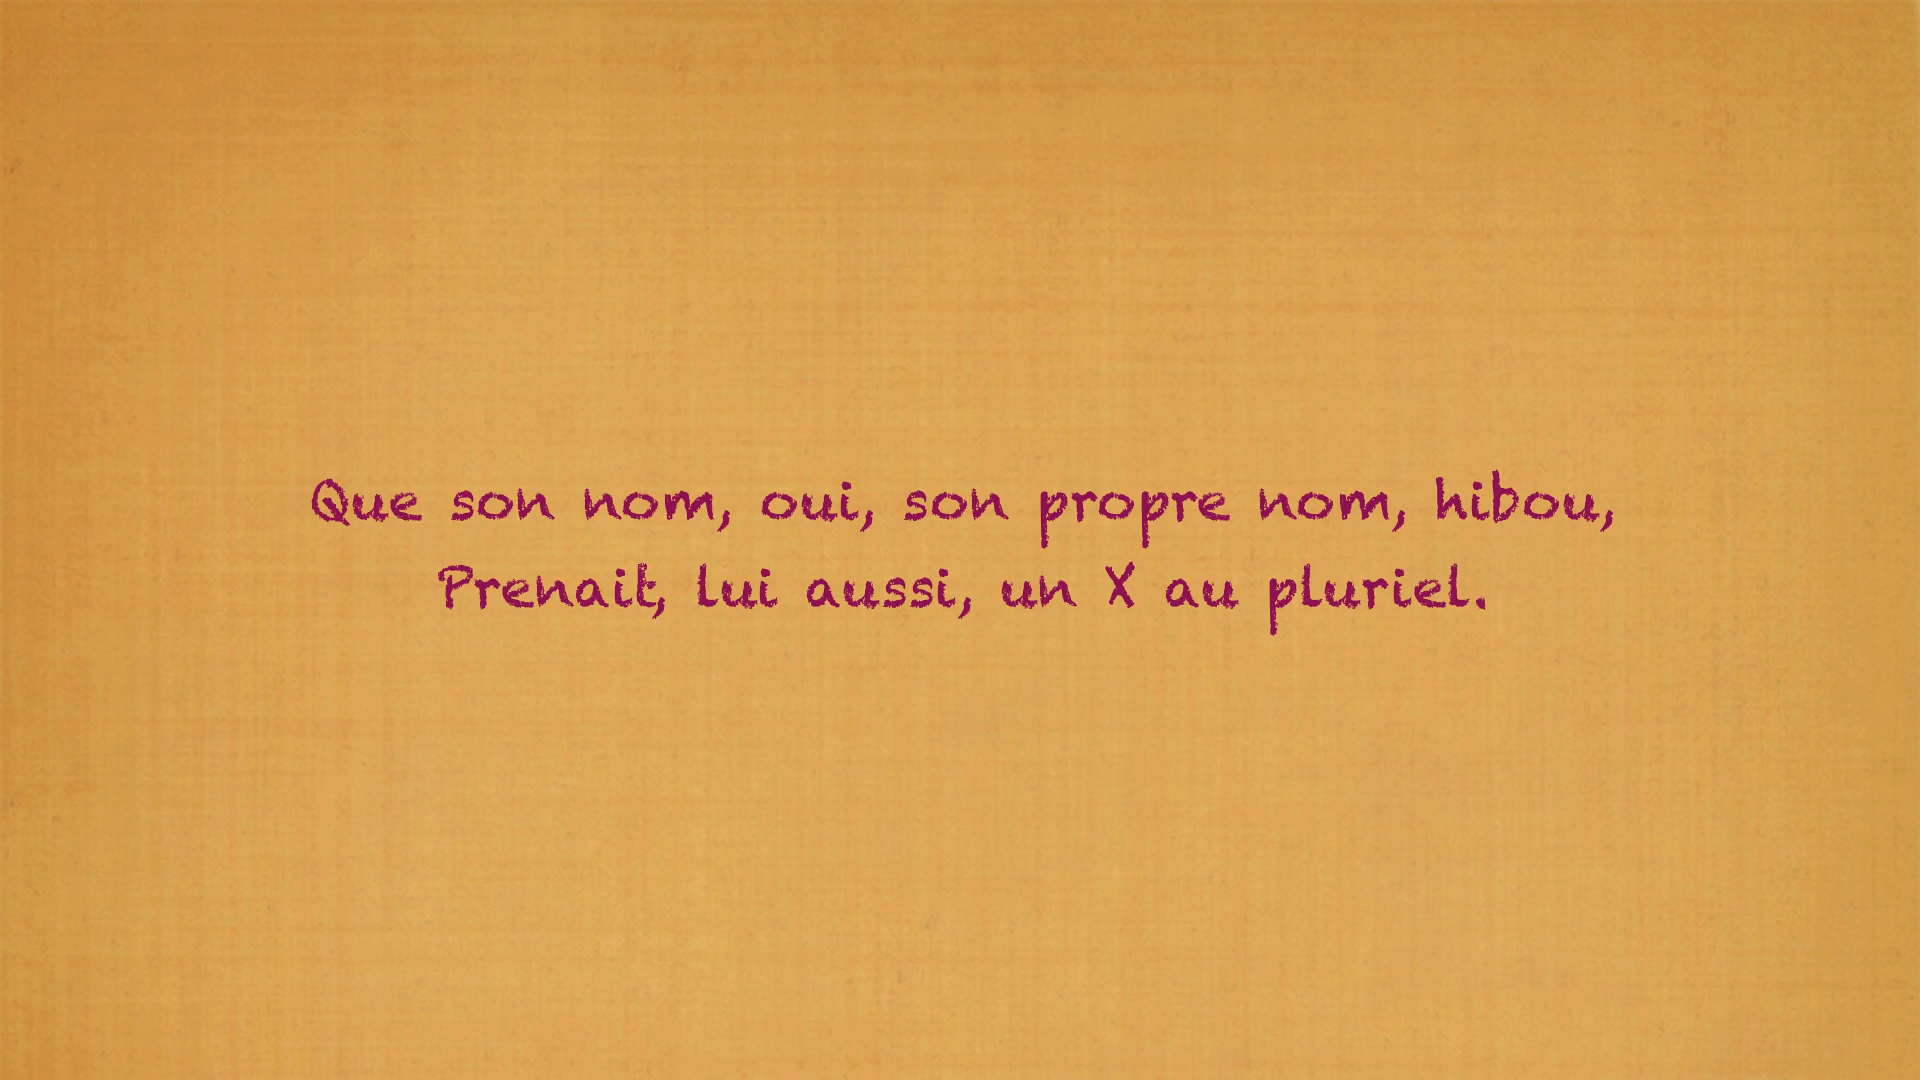 Que son nom, oui, son propre nom, hibou,
Prenait, lui aussi, un X au pluriel.